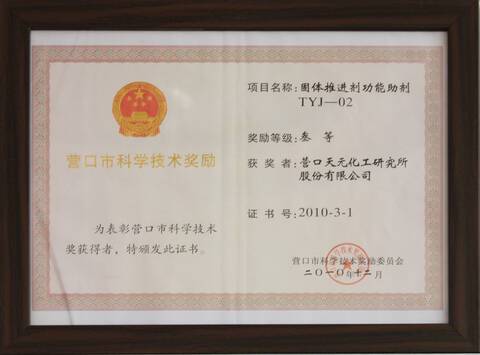 营口市科学技术奖励
为表彰营口市科学技术
奖获得者，特颁发此证书。
项目名称：固体推进剂功能助剂
TYJ—02
奖励等级：叁 等
获 奖 者：营口天元化工研究所
股份有限公司
证 书 号：2010-3-1
营口市科学技术奖励委员会
二〇一〇年十二月